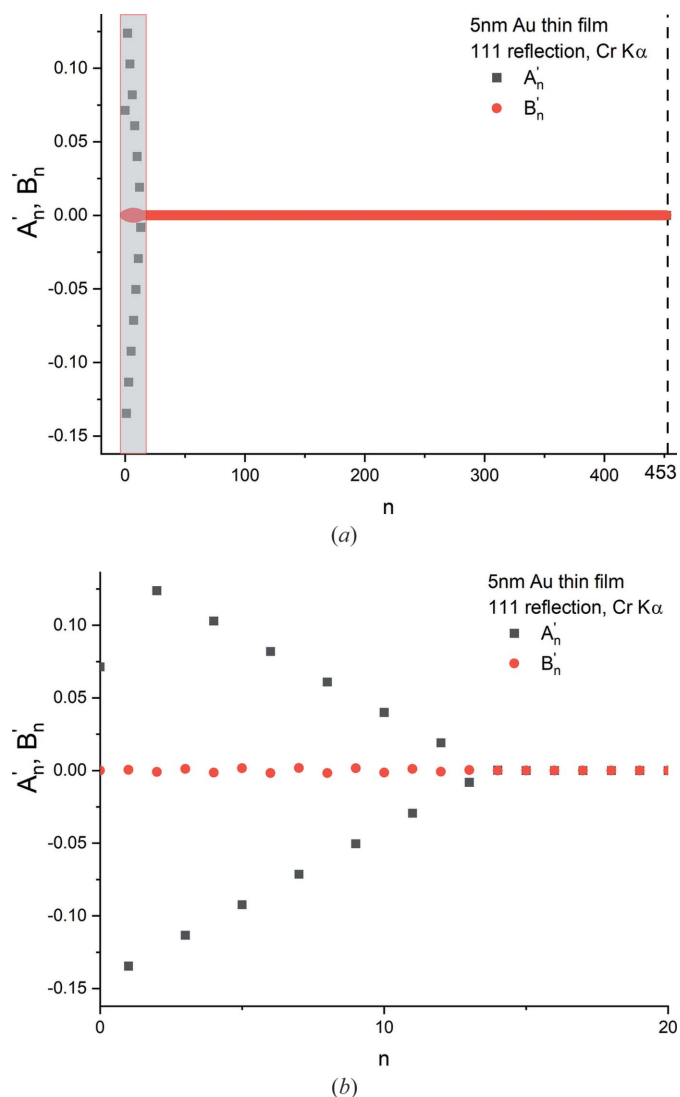 5nm Au thin film
111 reflection, Cr Kα
A'n
B'n
0.10
0.05
0.00
-0.05
-0.10
-0.15
A'n, B'n
0 100 200 300 400 453
n
(a)
5nm Au thin film
111 reflection, Cr Kα
A'n
B'n
0.10
0.05
0.00
-0.05
-0.10
-0.15
A'n, B'n
0 10 20
n
(b)